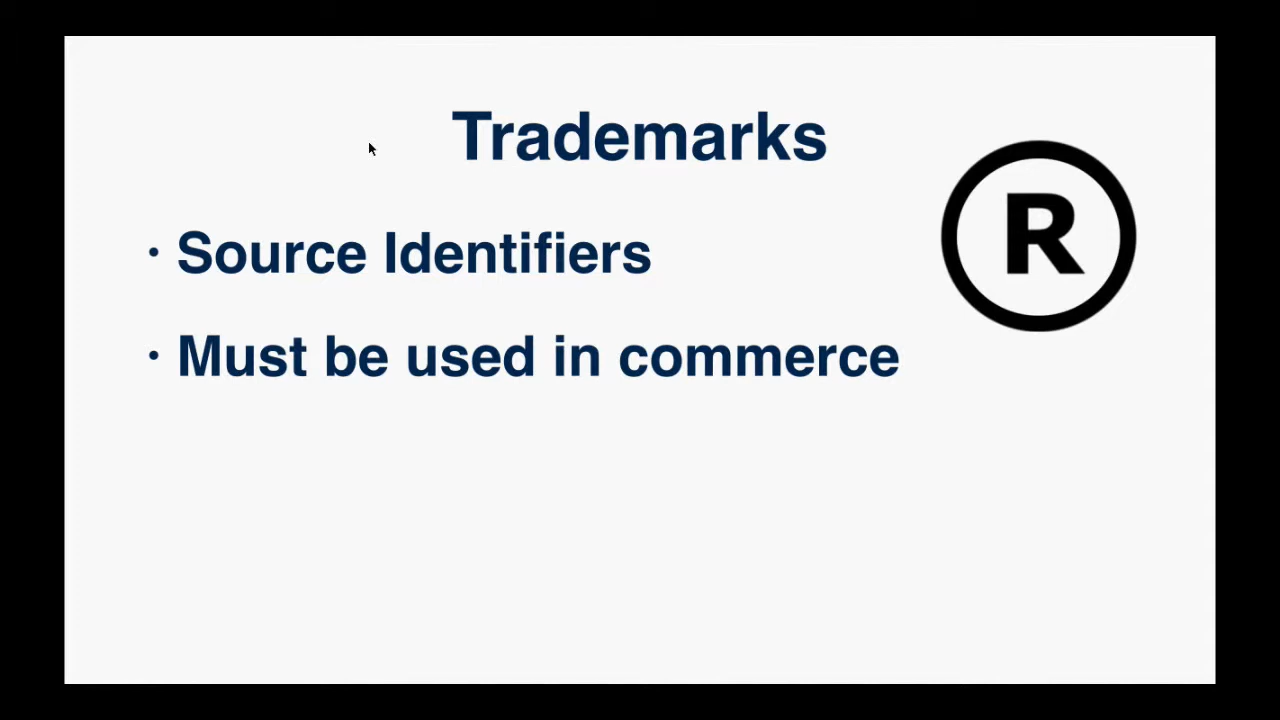 Trademarks
®
• Source Identifiers
• Must be used in commerce